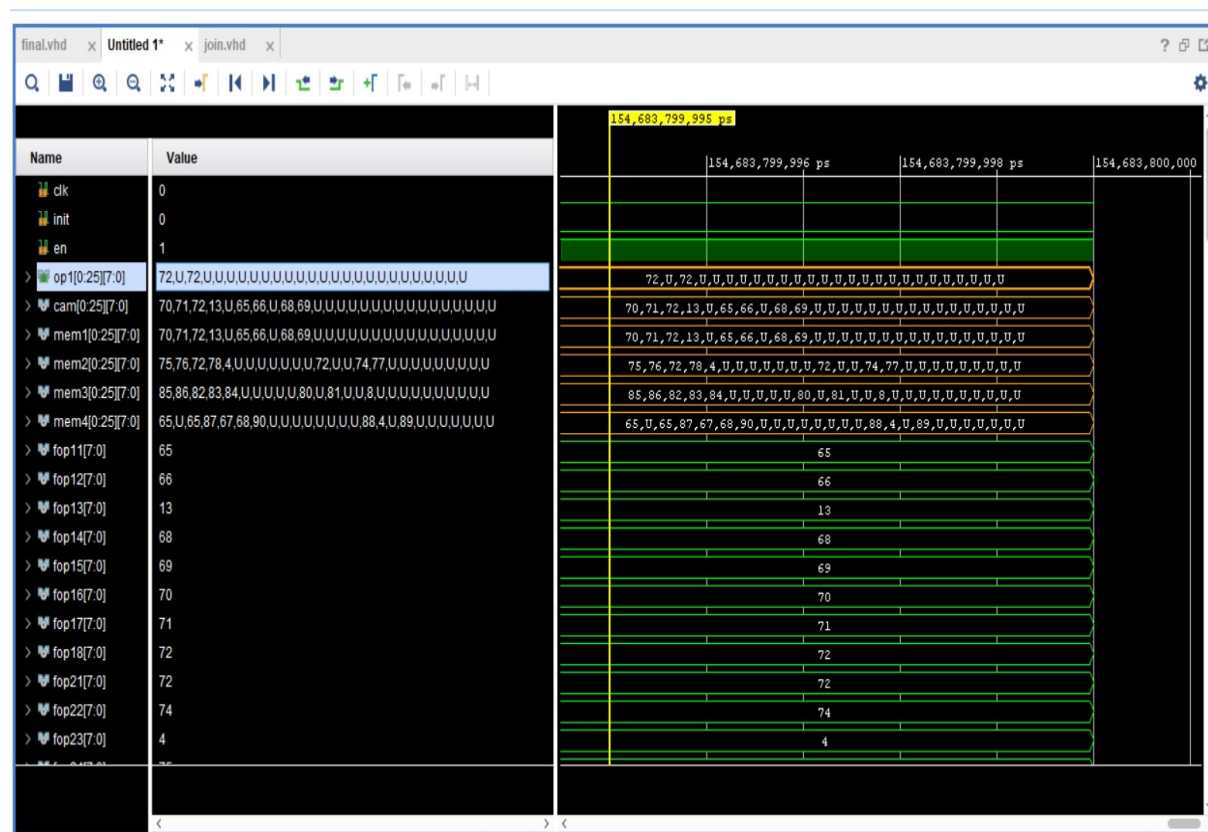 final.vhd x Untitled 1* x join.vhd x
154,683,799,995 ps
Name Value 154,683,799,996 ps 154,683,799,998 ps 154,683,800,000
clk 0
init 0
en 1
op1[0:25][7:0] 72,U,72,U,U,U,U,U,U,U,U,U,U,U,U,U,U,U,U,U,U,U,U,U,U,U 72,U,72,U,U,U,U,U,U,U,U,U,U,U,U,U,U,U,U,U,U,U,U,U,U,U
cam[0:25][7:0] 70,71,72,13,U,65,66,U,68,69,U,U,U,U,U,U,U,U,U,U,U,U,U,U,U,U 70,71,72,13,U,65,66,U,68,69,U,U,U,U,U,U,U,U,U,U,U,U,U,U,U,U
mem1[0:25][7:0] 70,71,72,13,U,65,66,U,68,69,U,U,U,U,U,U,U,U,U,U,U,U,U,U,U,U 70,71,72,13,U,65,66,U,68,69,U,U,U,U,U,U,U,U,U,U,U,U,U,U,U,U
mem2[0:25][7:0] 75,76,72,78,4,U,U,U,U,U,U,U,72,U,U,74,77,U,U,U,U,U,U,U,U,U 75,76,72,78,4,U,U,U,U,U,U,U,72,U,U,74,77,U,U,U,U,U,U,U,U,U
mem3[0:25][7:0] 85,86,82,83,84,U,U,U,U,U,80,U,81,U,U,8,U,U,U,U,U,U,U,U,U,U 85,86,82,83,84,U,U,U,U,U,80,U,81,U,U,8,U,U,U,U,U,U,U,U,U,U
mem4[0:25][7:0] 65,U,65,87,67,68,90,U,U,U,U,U,U,U,U,88,4,U,89,U,U,U,U,U,U,U 65,U,65,87,67,68,90,U,U,U,U,U,U,U,U,88,4,U,89,U,U,U,U,U,U,U
fop11[7:0] 65 65
fop12[7:0] 66 66
fop13[7:0] 13 13
fop14[7:0] 68 68
fop15[7:0] 69 69
fop16[7:0] 70 70
fop17[7:0] 71 71
fop18[7:0] 72 72
fop21[7:0] 72 72
fop22[7:0] 74 74
fop23[7:0] 4 4